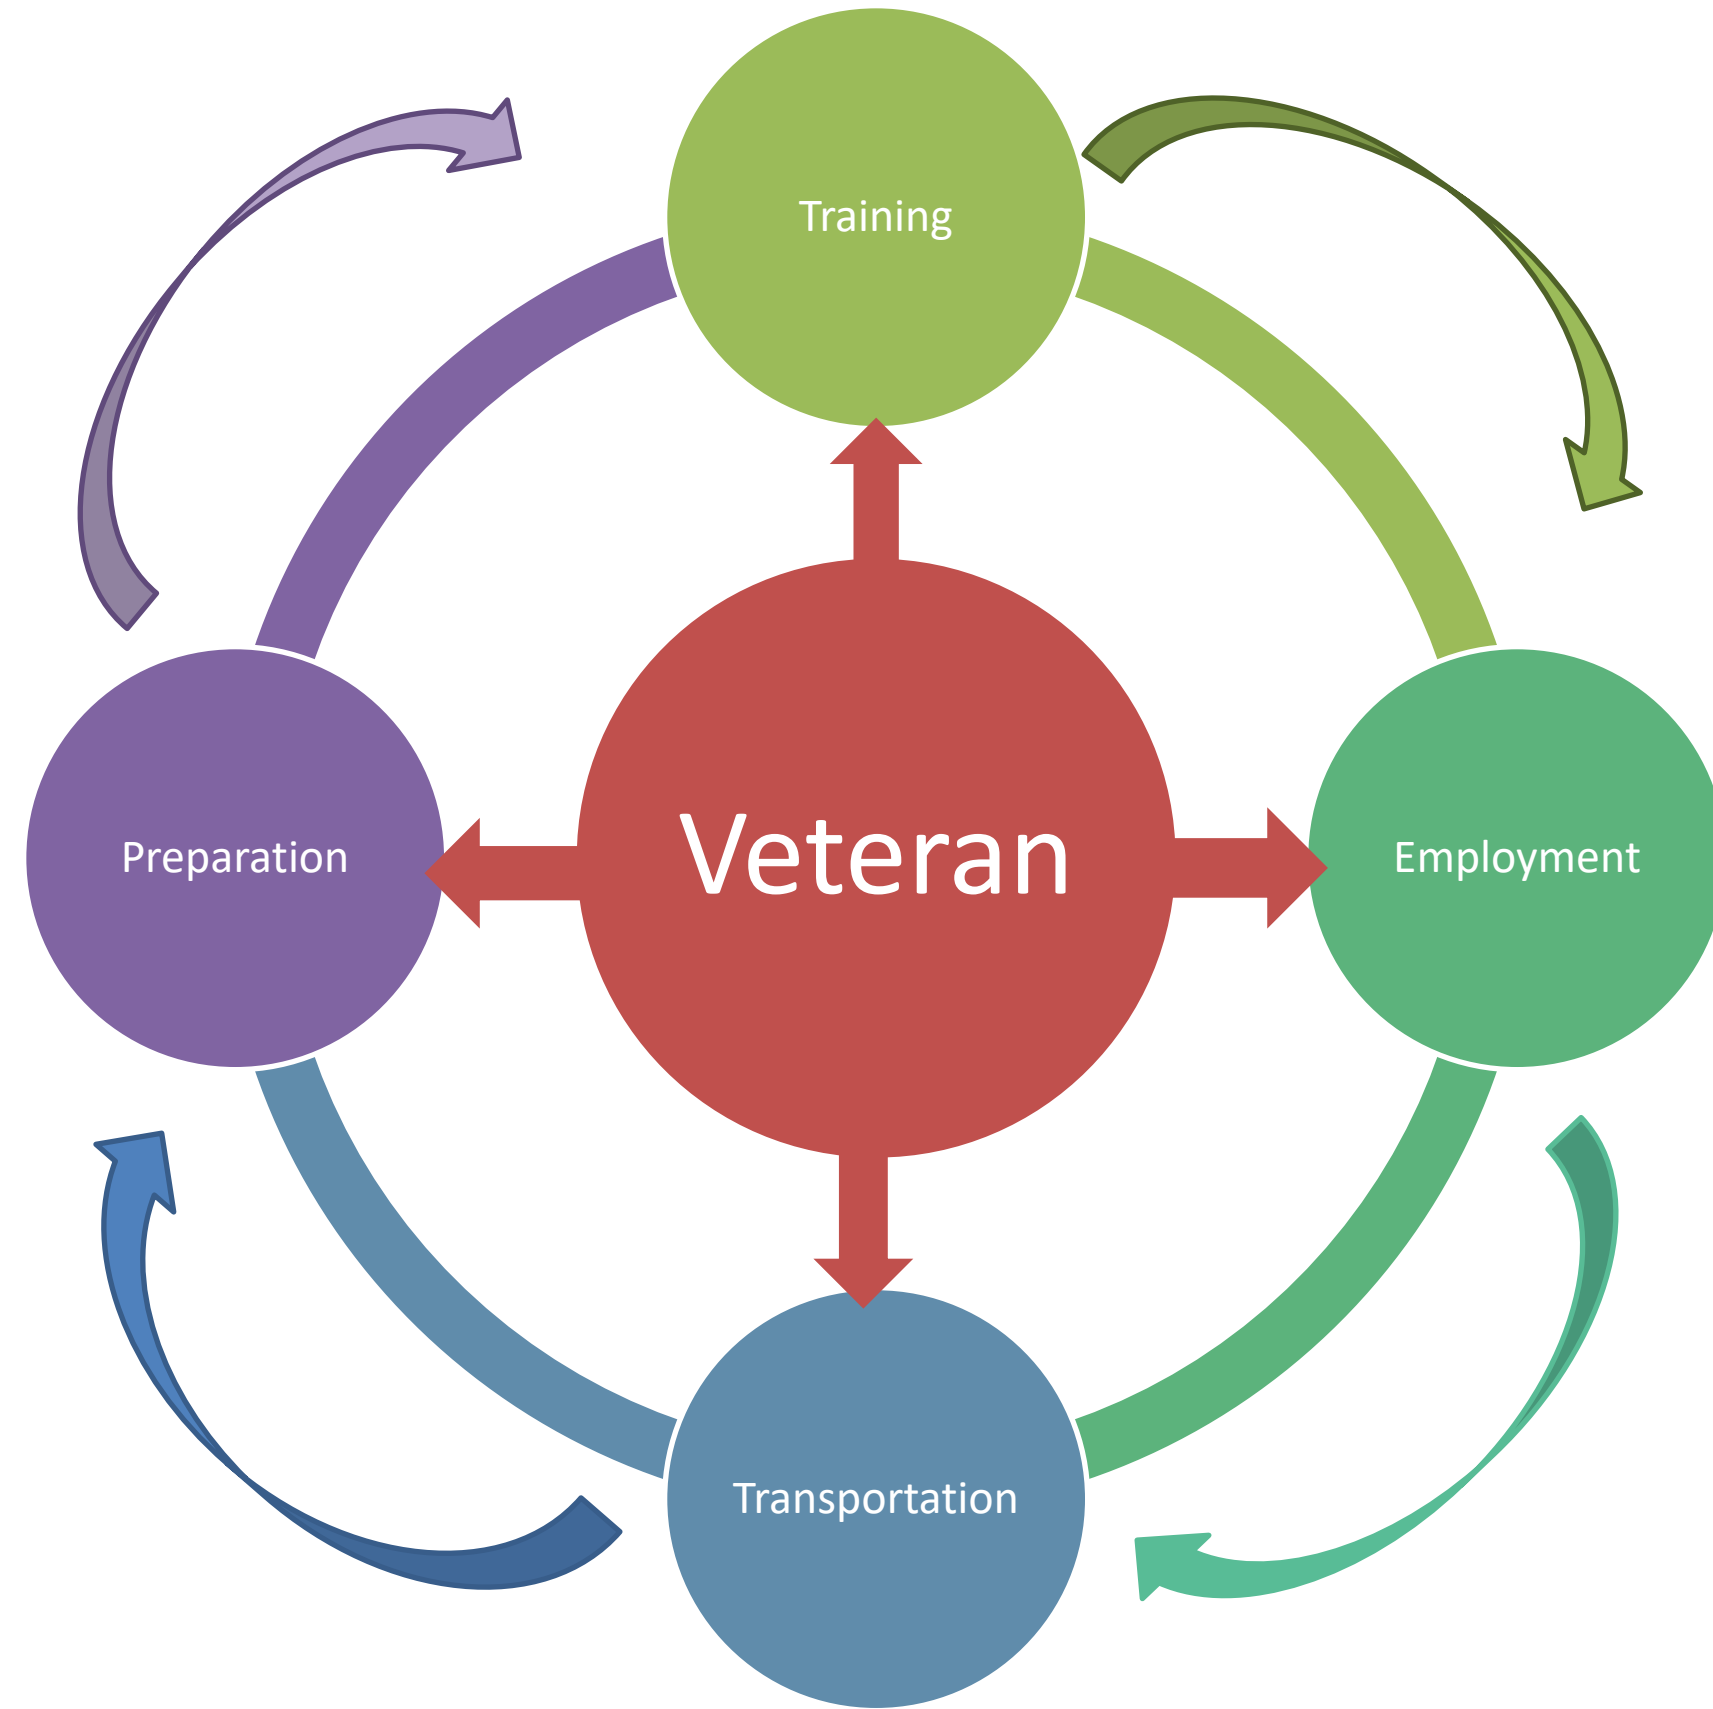 Training
Preparation
Veteran
Employment
Transportation